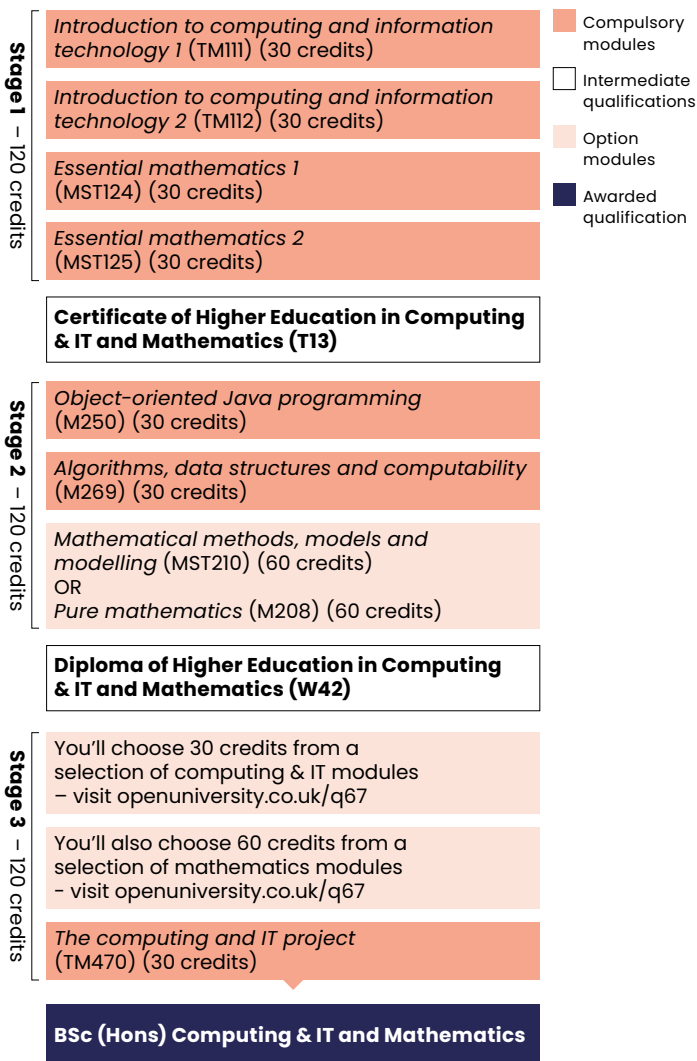 Stage 1 – 120 credits
Introduction to computing and information
technology 1 (TM111) (30 credits)
Introduction to computing and information
technology 2 (TM112) (30 credits)
Essential mathematics 1
(MST124) (30 credits)
Essential mathematics 2
(MST125) (30 credits)
Compulsory
modules
Intermediate
qualifications
Option
modules
Awarded
qualification
Certificate of Higher Education in Computing
& IT and Mathematics (T13)
Stage 2 – 120 credits
Object-oriented Java programming
(M250) (30 credits)
Algorithms, data structures and computability
(M269) (30 credits)
Mathematical methods, models and
modelling (MST210) (60 credits)
OR
Pure mathematics (M208) (60 credits)
Diploma of Higher Education in Computing
& IT and Mathematics (W42)
Stage 3 – 120 credits
You’ll choose 30 credits from a
selection of computing & IT modules
– visit openuniversity.co.uk/q67
You’ll also choose 60 credits from a
selection of mathematics modules
- visit openuniversity.co.uk/q67
The computing and IT project
(TM470) (30 credits)
BSc (Hons) Computing & IT and Mathematics